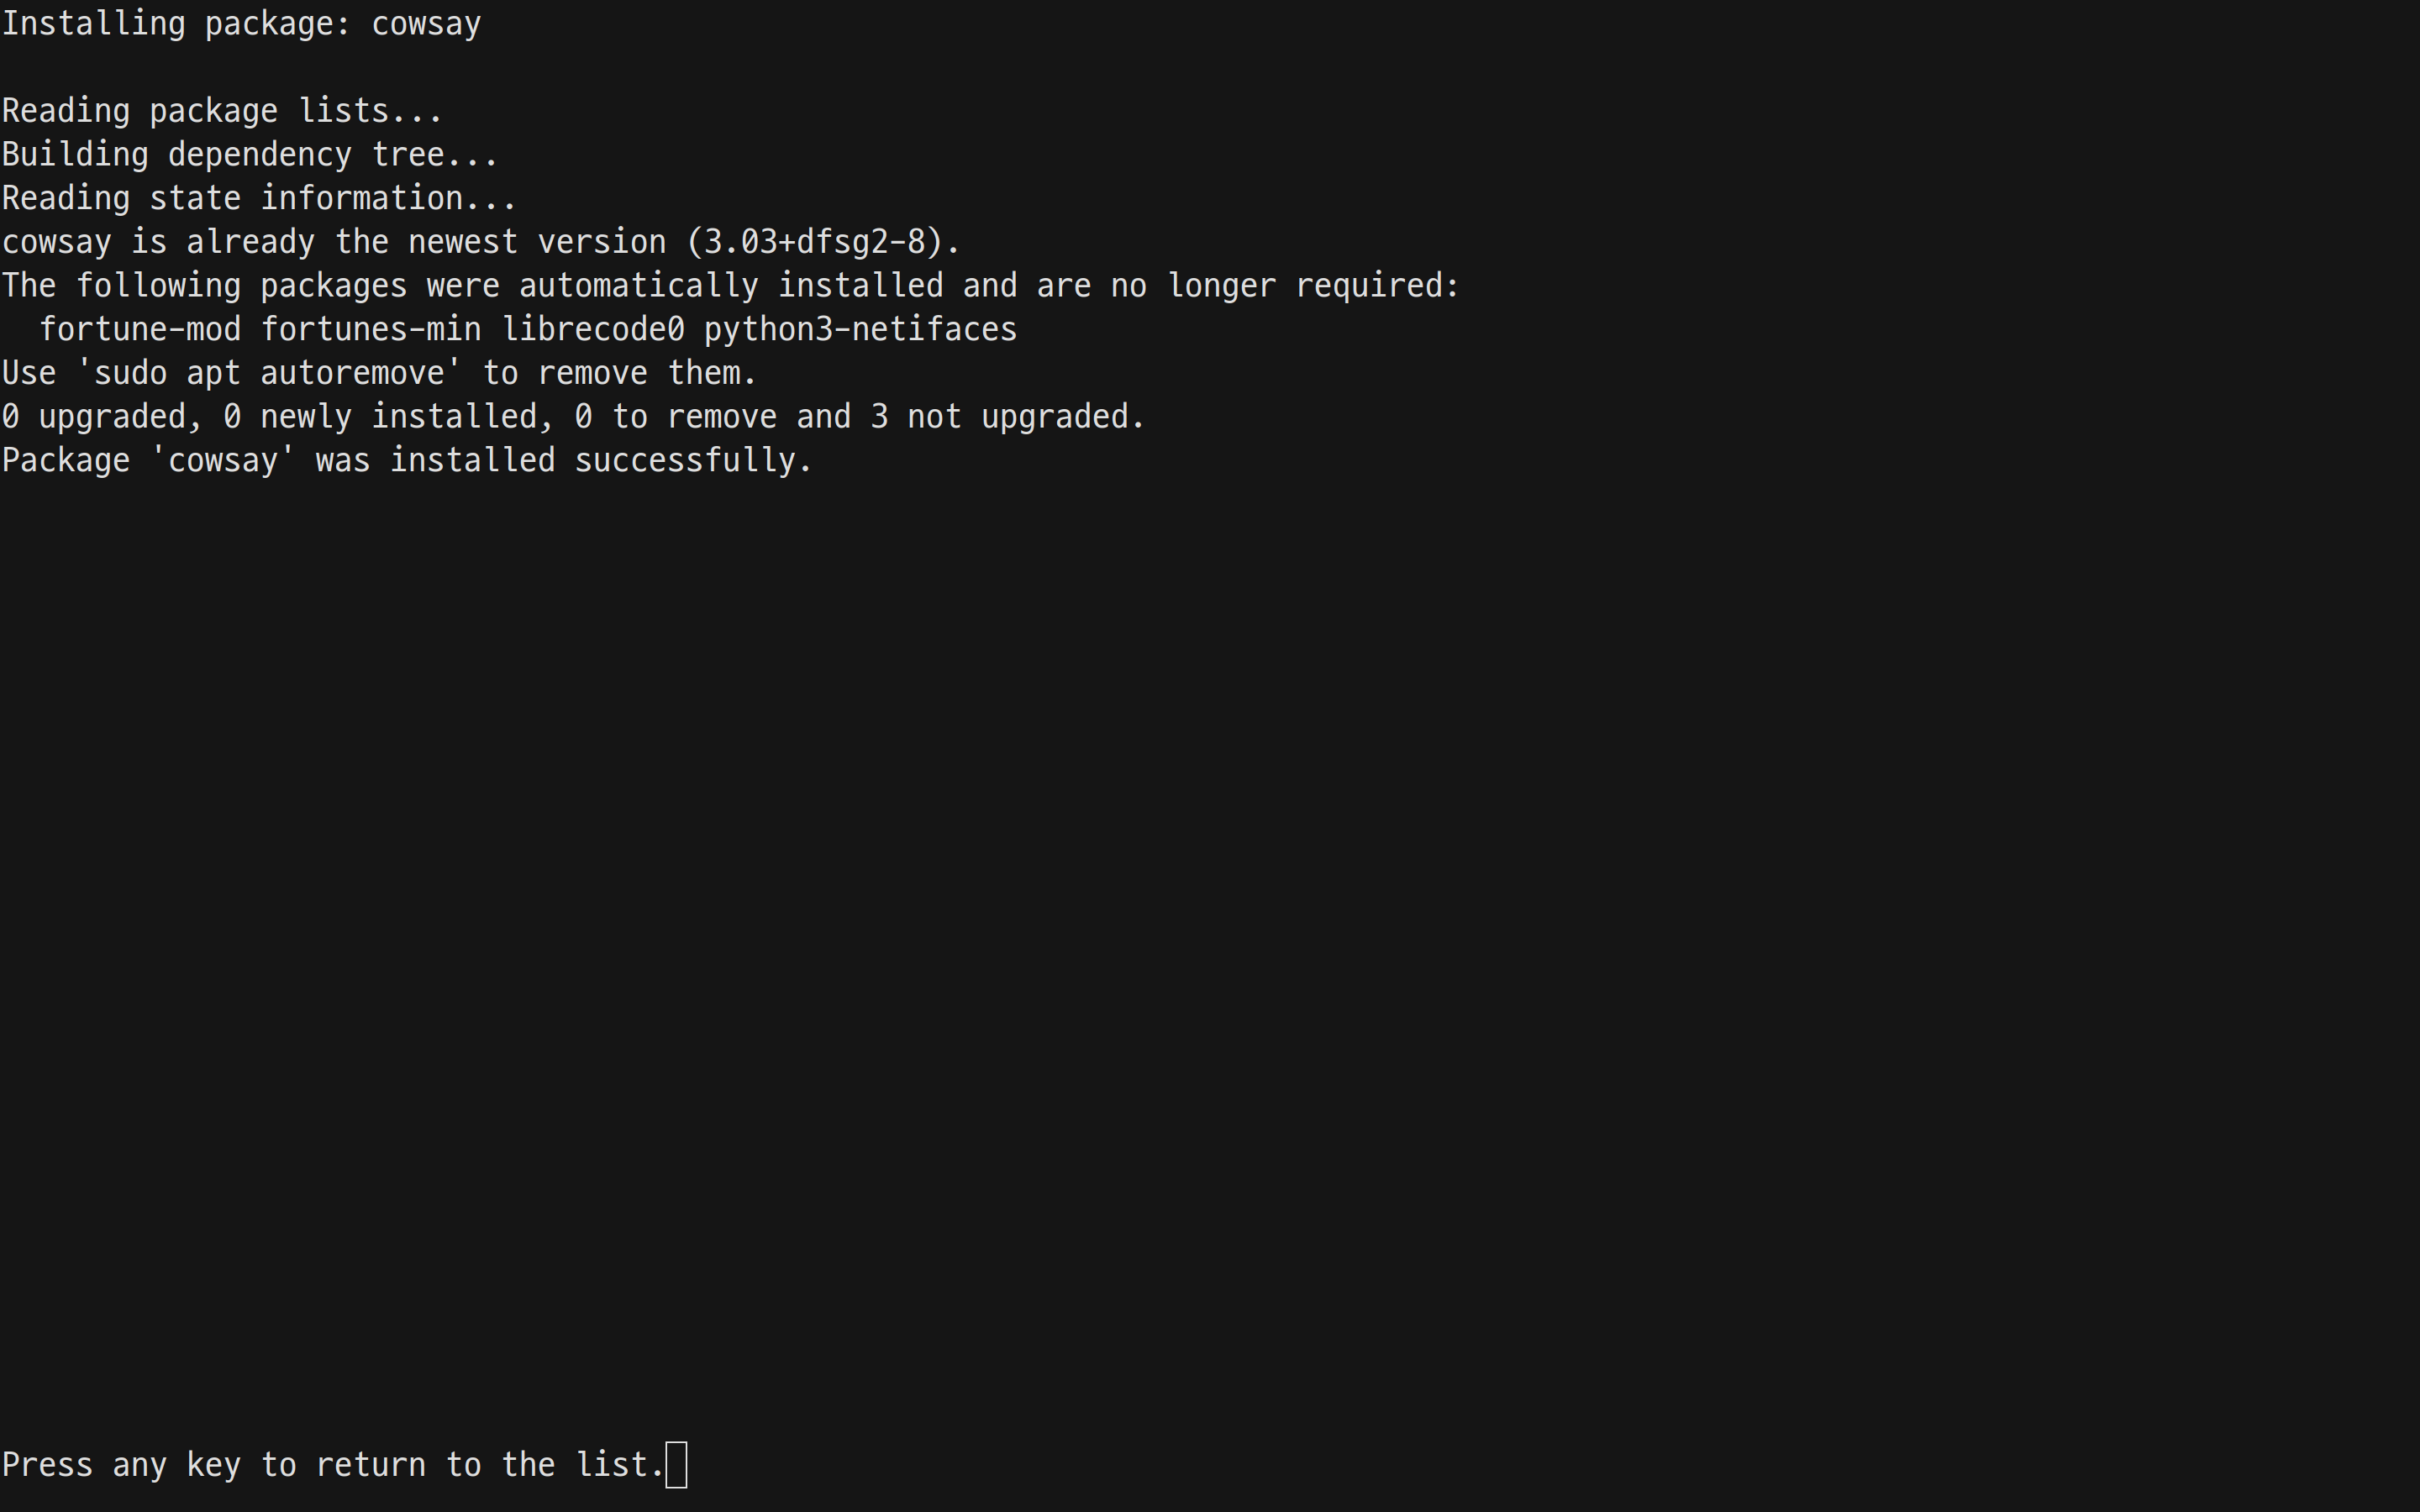 Installing package: cowsay

Reading package lists...
Building dependency tree...
Reading state information...
cowsay is already the newest version (3.03+dfsg2-8).
The following packages were automatically installed and are no longer required:
  fortune-mod fortunes-min librecode0 python3-netifaces
Use 'sudo apt autoremove' to remove them.
0 upgraded, 0 newly installed, 0 to remove and 3 not upgraded.
Package 'cowsay' was installed successfully.
Press any key to return to the list.